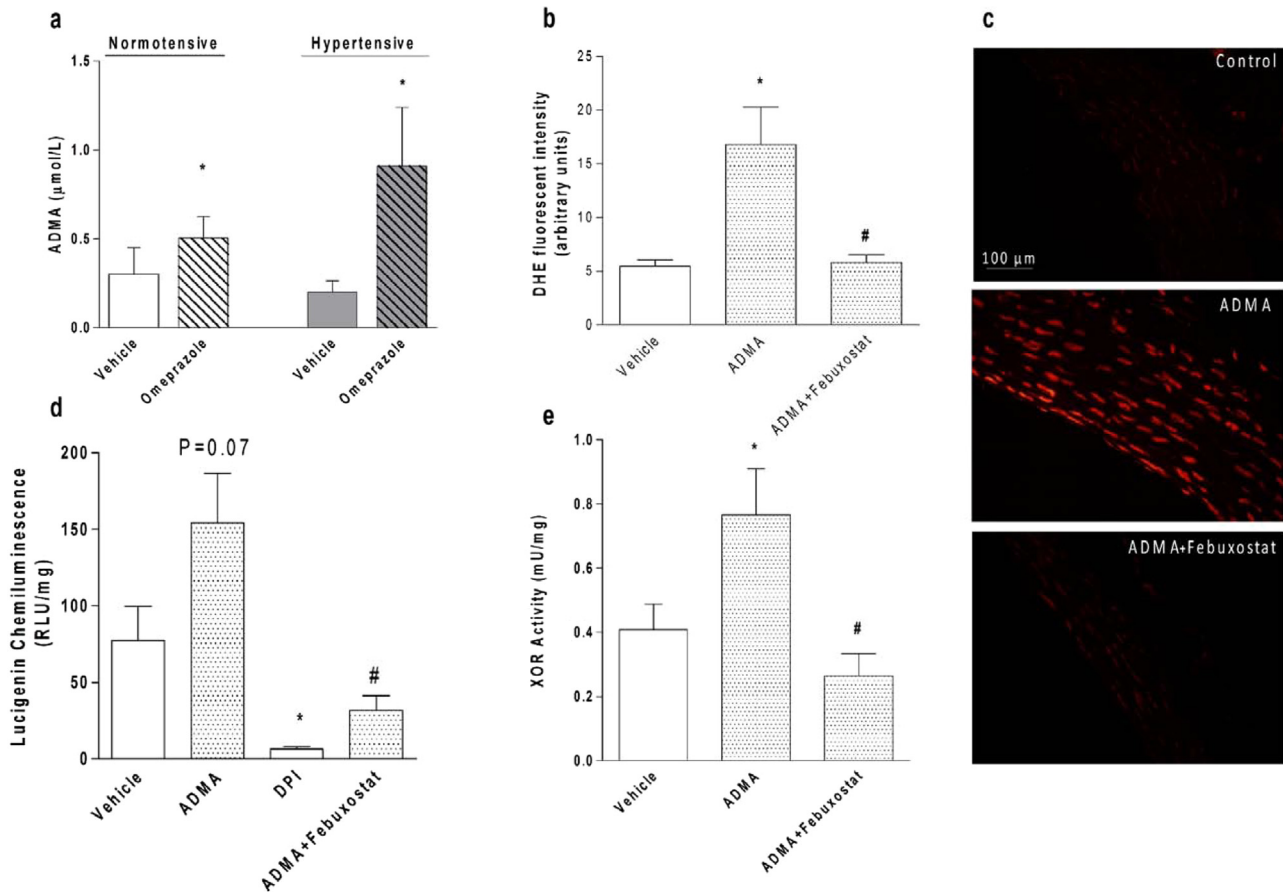 a
Normotensive Hypertensive
ADMA (μmol/L)
1.5
1.0
0.5
0.0
*
*
Vehicle
Omeprazole
Vehicle
Omeprazole
b
DHE fluorescent intensity
(arbitrary units)
25
20
15
10
5
0
*
#
Vehicle
ADMA
ADMA+Febuxostat
c
Control
100 μm
ADMA
ADMA+Febuxostat
d
Lucigenin Chemiluminescence
(RLU/mg)
200
150
100
50
0
P=0.07
*
#
Vehicle
ADMA
DPI
ADMA+Febuxostat
e
XOR Activity (mU/mg)
1.0
0.8
0.6
0.4
0.2
0.0
*
#
Vehicle
ADMA
ADMA+Febuxostat